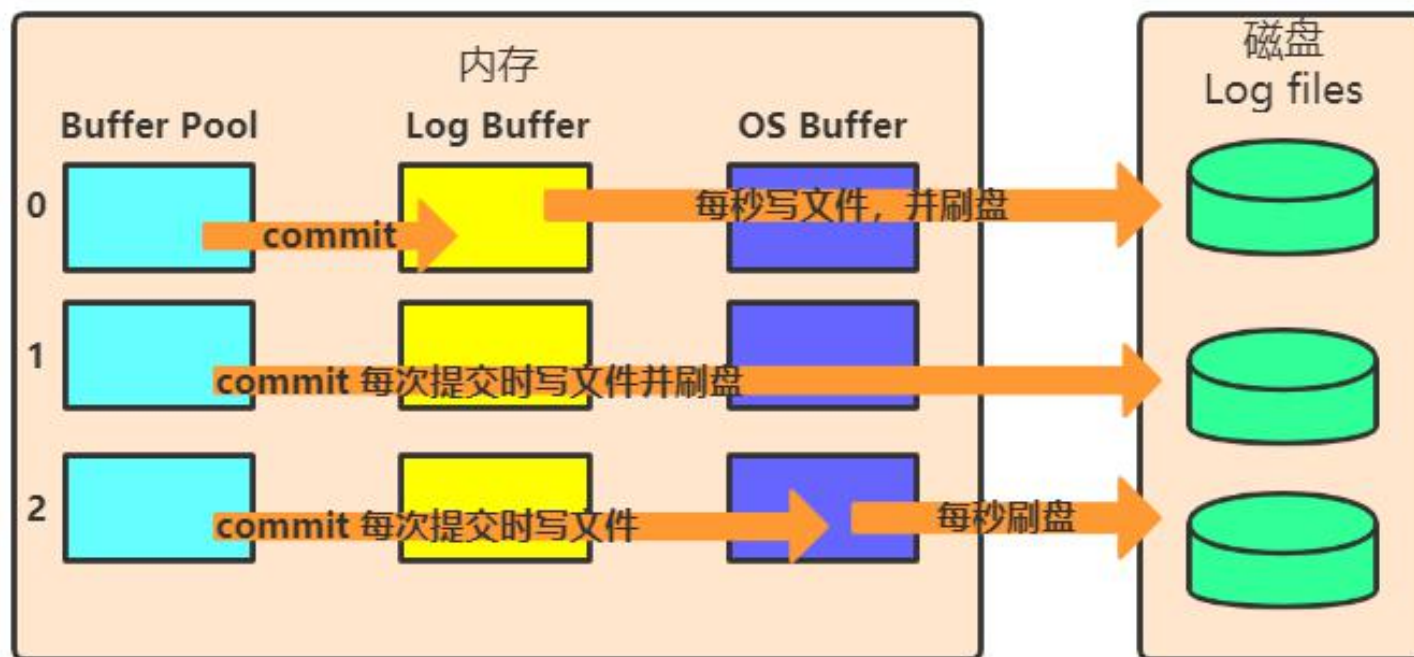 内存
磁盘
Log files
Buffer Pool
Log Buffer
OS Buffer
0
commit
每秒写文件，并刷盘
1
commit 每次提交时写文件并刷盘
2
commit 每次提交时写文件
每秒刷盘